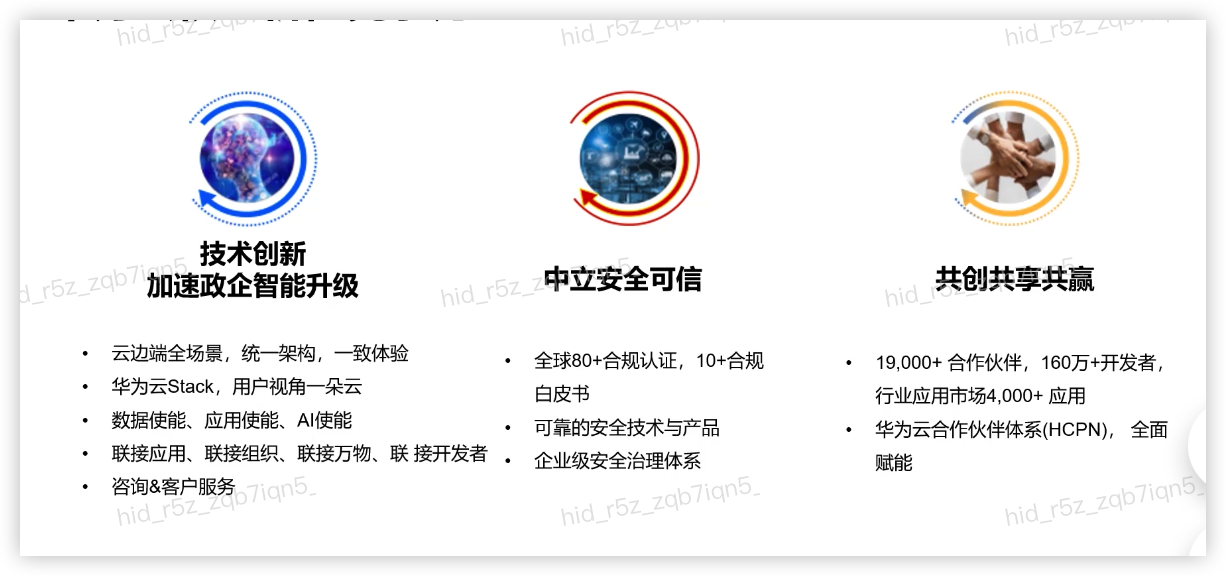 技术创新
加速政企智能升级
• 云边端全场景，统一架构，一致体验
• 华为云Stack，用户视角一朵云
• 数据使能、应用使能、AI使能
• 联接应用、联接组织、联接万物、联 接开发者
• 咨询&客户服务
中立安全可信
• 全球80+合规认证，10+合规
白皮书
• 可靠的安全技术与产品
• 企业级安全治理体系
共创共享共赢
• 19,000+ 合作伙伴，160万+开发者，
行业应用市场4,000+ 应用
• 华为云合作伙伴体系(HCPN)， 全面
赋能
hid_r5z_zqb7iqn5_